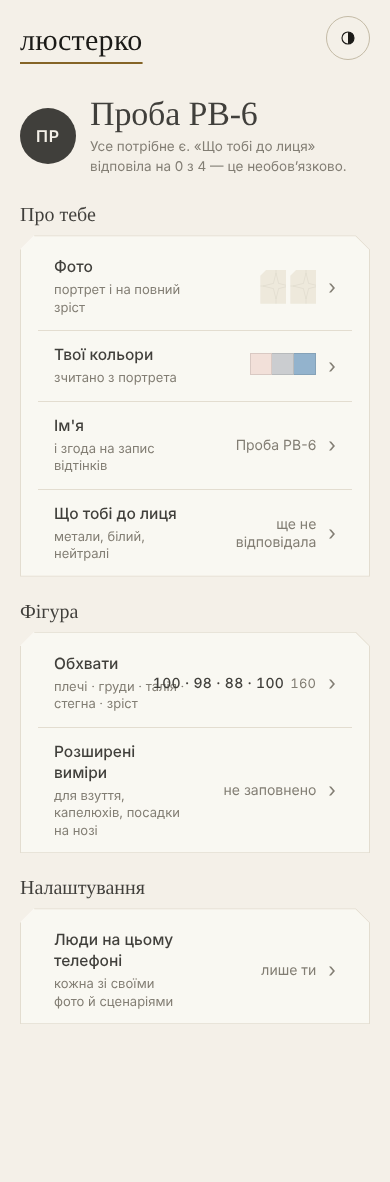 люстерко
ПР
Проба РВ-6
Усе потрібне є. «Що тобі до лиця»
відповіла на 0 з 4 — це необов’язково.
Про тебе
Фото
портрет і на повний
зріст
Твої кольори
зчитано з портрета
Ім'я
і згода на запис
відтінків
Проба РВ-6
Що тобі до лиця
метали, білий,
нейтралі
ще не
відповідала
Фігура
Обхвати
плечі · груди · талія ·
стегна · зріст
100 · 98 · 88 · 100 160
Розширені
виміри
для взуття,
капелюхів, посадки
на нозі
не заповнено
Налаштування
Люди на цьому
телефоні
кожна зі своїми
фото й сценаріями
лише ти